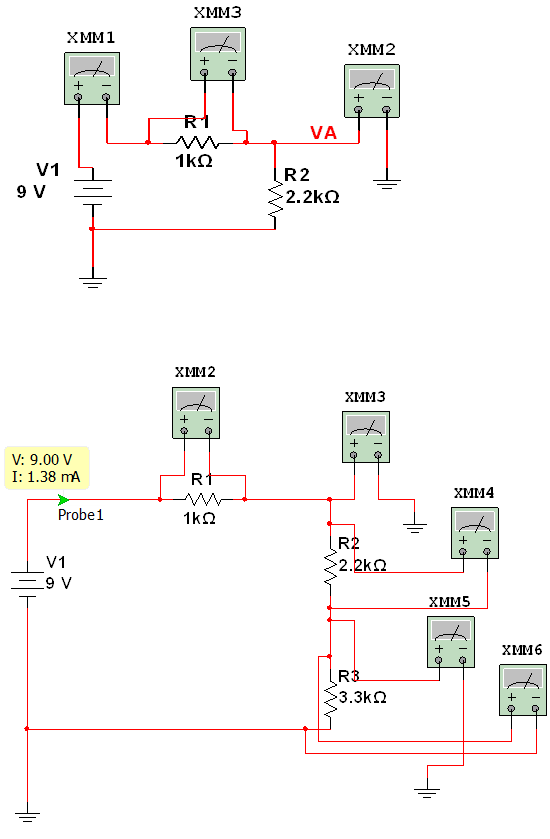 XMM3
XMM1
XMM2
+ −
+ −
+ −
R1
VA
1kΩ
V1
9 V
R2
2.2kΩ
XMM2
+ −
XMM3
+ −
V: 9.00 V
I: 1.38 mA
Probe1
R1
1kΩ
XMM4
+ −
R2
2.2kΩ
V1
9 V
XMM5
+ −
XMM6
+ −
R3
3.3kΩ